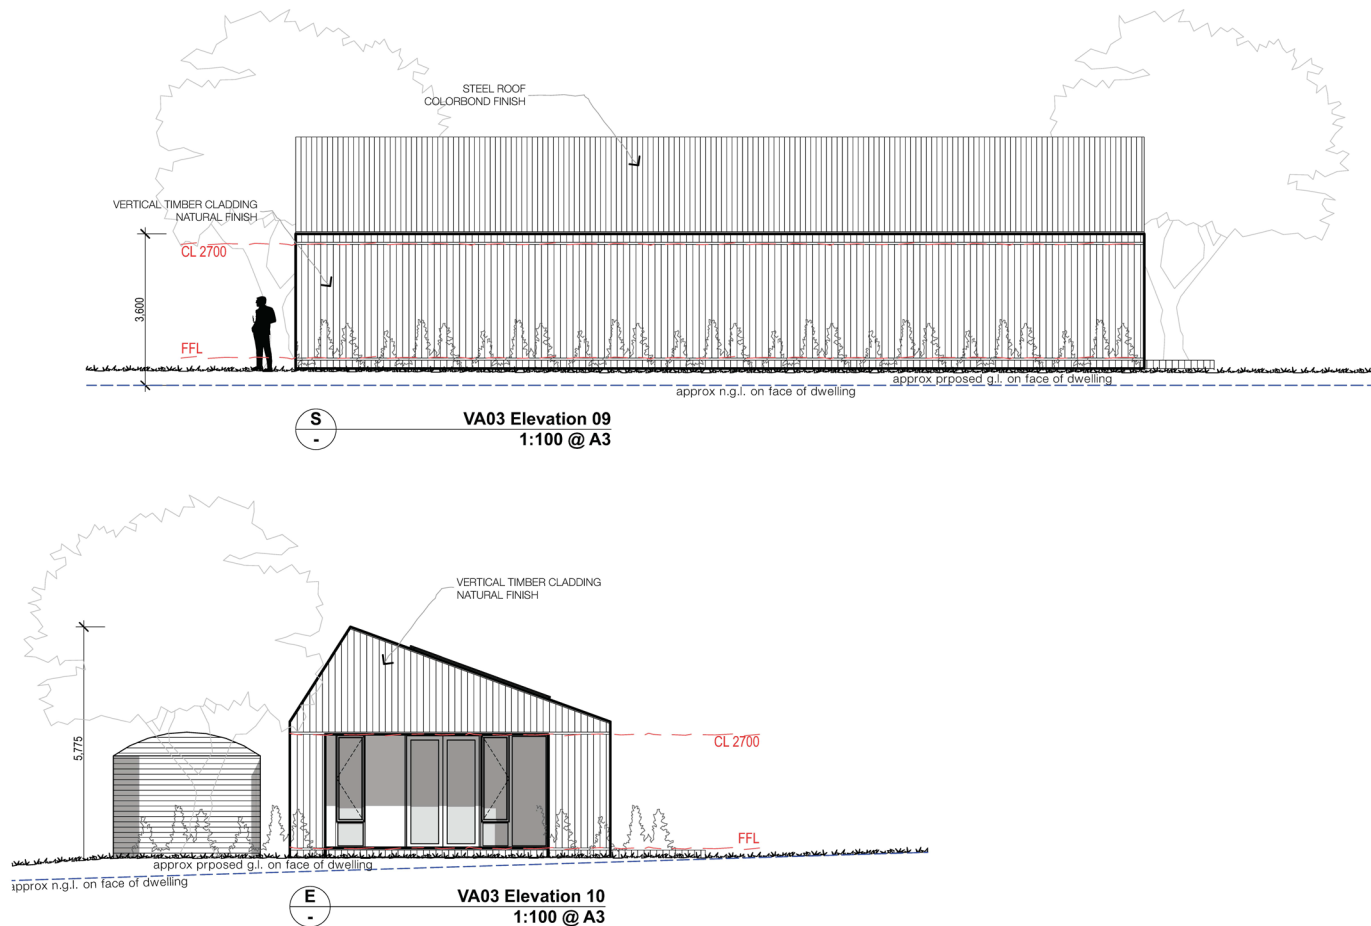 STEEL ROOF
COLORBOND FINISH
VERTICAL TIMBER CLADDING
NATURAL FINISH
CL 2700
3,600
FFL
approx prposed g.l. on face of dwelling
approx n.g.l. on face of dwelling
S
-
VA03 Elevation 09
1:100 @ A3
VERTICAL TIMBER CLADDING
NATURAL FINISH
5,775
CL 2700
FFL
approx prposed g.l. on face of dwelling
approx n.g.l. on face of dwelling
E
-
VA03 Elevation 10
1:100 @ A3